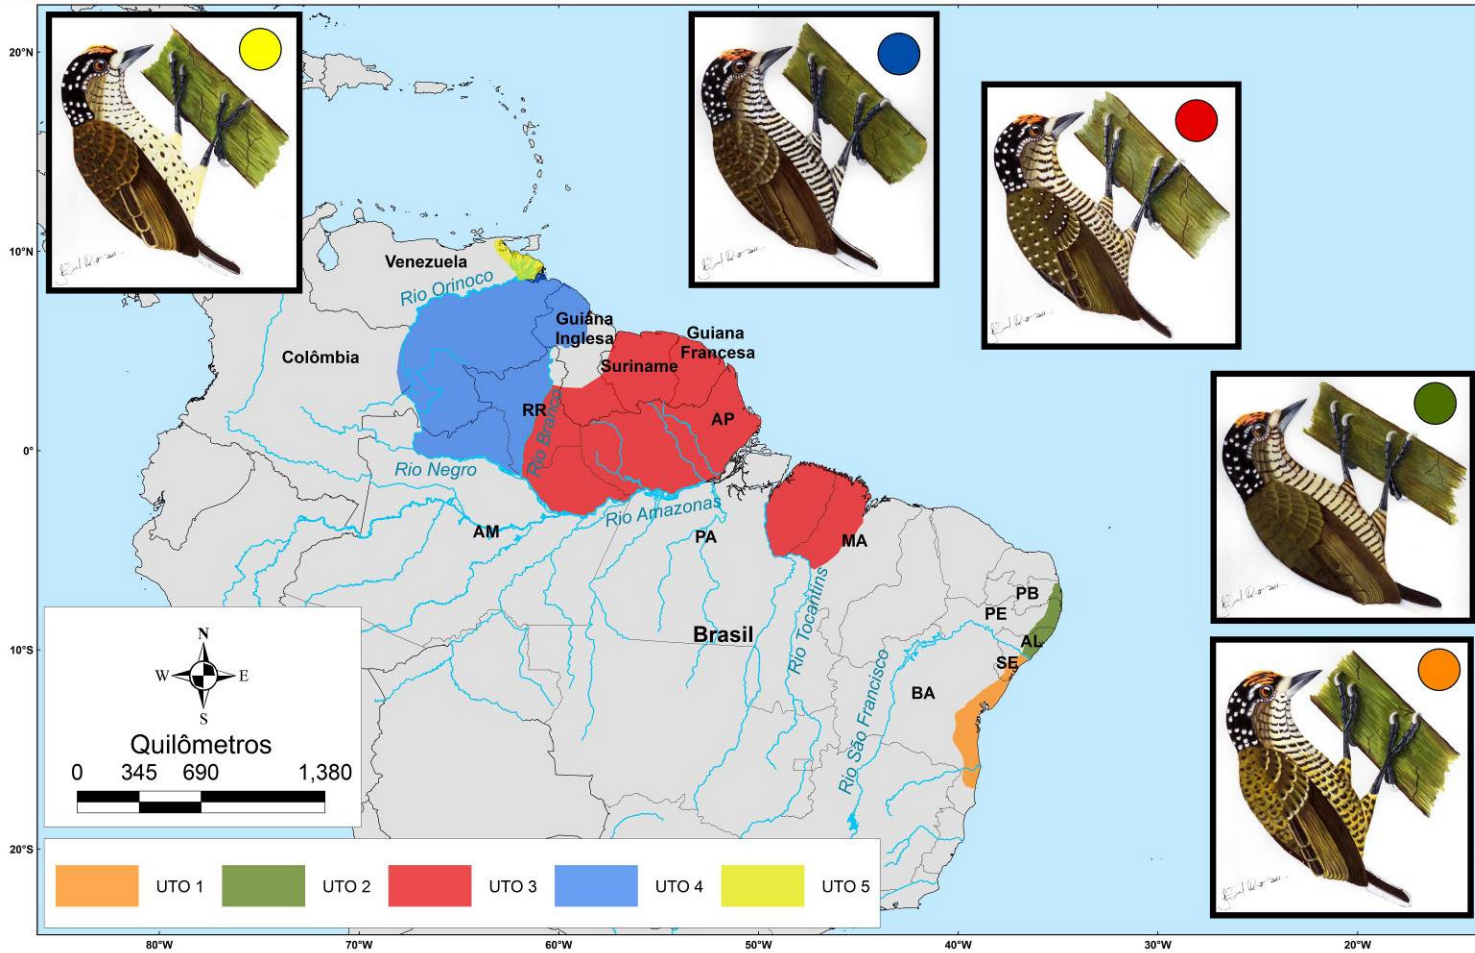 20°N
10°N
0°
10°S
20°S
Venezuela
Rio Orinoco
Colômbia
Guiana
Inglesa
Guiana
Francesa
Suriname
RR
Rio Branco
AP
Rio Negro
Rio Amazonas
AM
PA
MA
Rio Tocantins
Brasil
PB
PE
AL
SE
BA
Rio São Francisco
N
W
E
S
Quilômetros
0 345 690 1,380
UTO 1 UTO 2 UTO 3 UTO 4 UTO 5
80°W 70°W 60°W 50°W 40°W 30°W 20°W